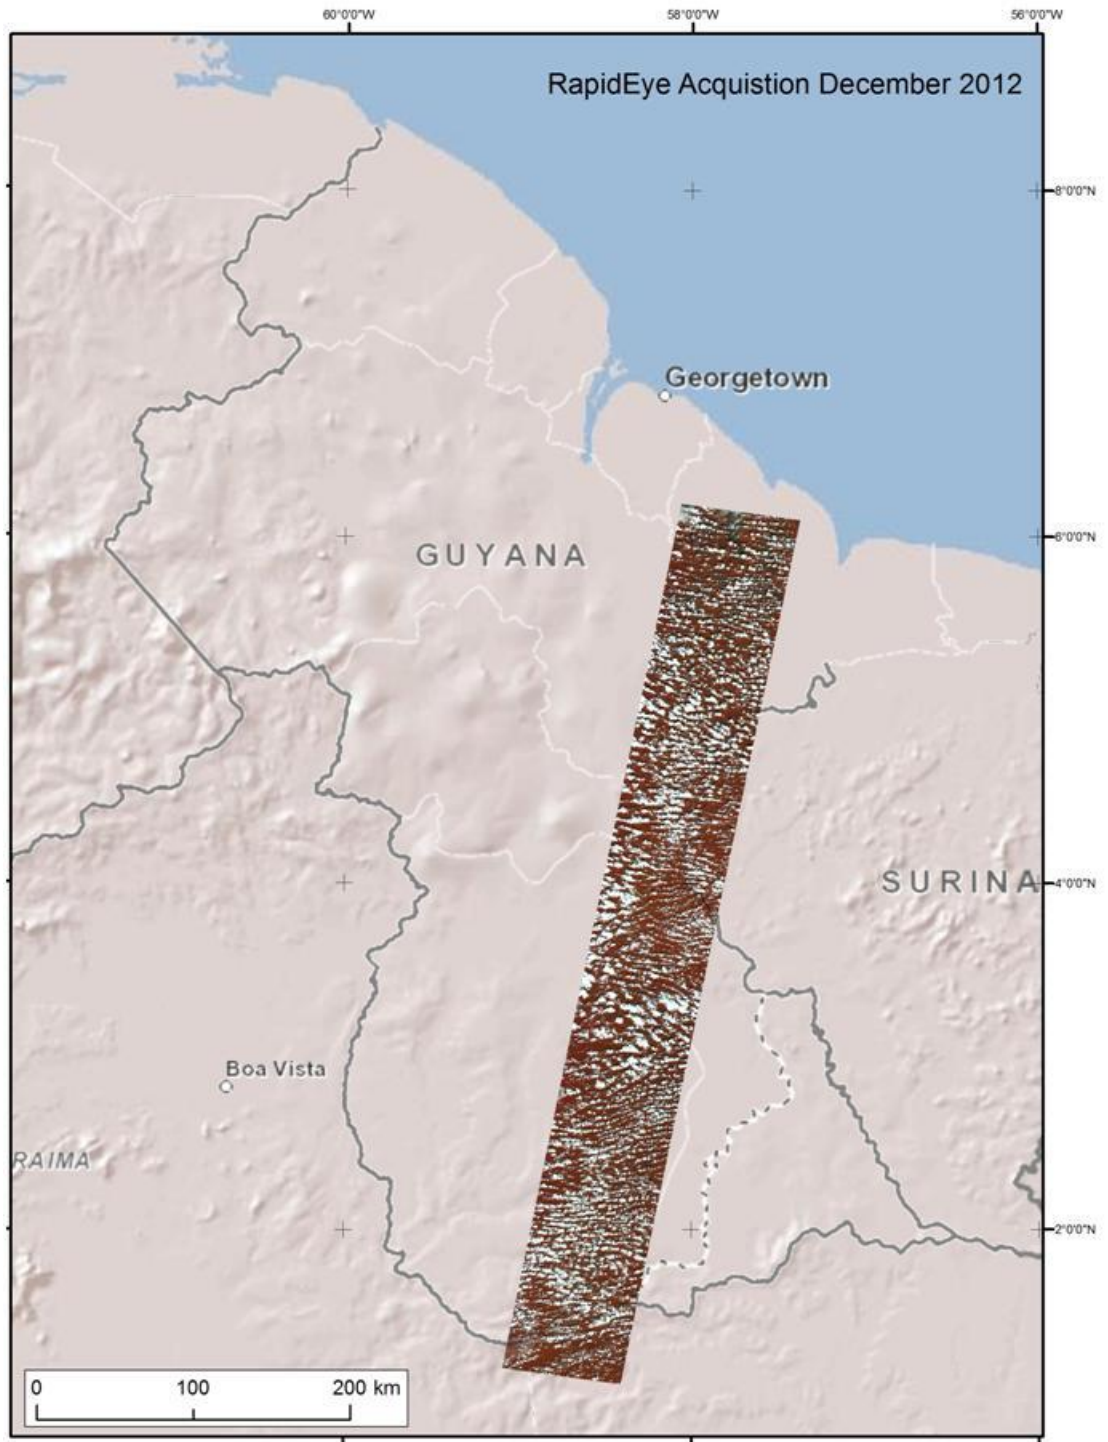 60°0'0"W 58°0'0"W 56°0'0"W
RapidEye Acquistion December 2012
8°0'0"N
Georgetown
6°0'0"N
GUYANA
4°0'0"N
SURINA
Boa Vista
RAIMA
2°0'0"N
0 100 200 km